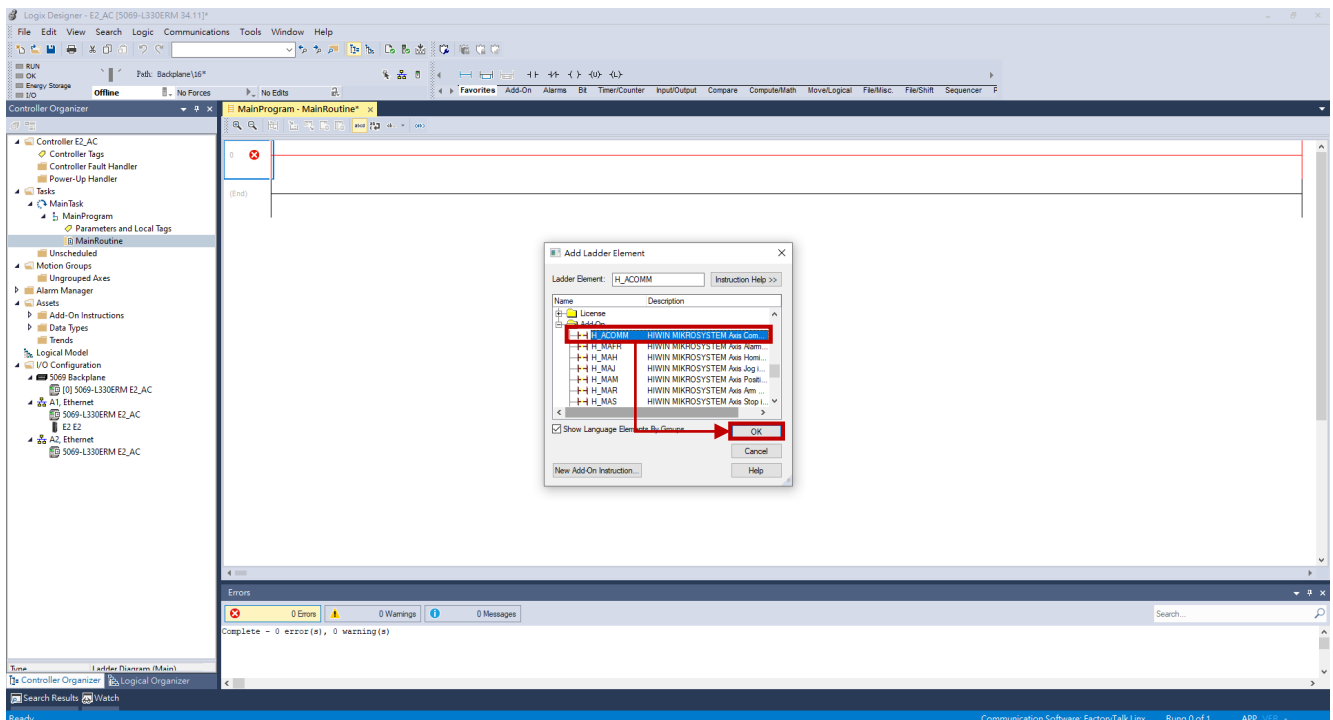 Logix Designer - E2_AC [5069-L330ERM 34.11]*
File Edit View Search Logic Communications Tools Window Help
RUN
OK
Energy Storage
I/O
Path: Backplane\16*
Offline
No Forces
No Edits
Favorites Add-On Alarms Bit Timer/Counter Input/Output Compare Compute/Math Move/Logical File/Misc. File/Shift Sequencer
Controller Organizer
MainProgram - MainRoutine*
Controller E2_AC
Controller Tags
Controller Fault Handler
Power-Up Handler
Tasks
MainTask
MainProgram
Parameters and Local Tags
MainRoutine
Unscheduled
Motion Groups
Ungrouped Axes
Alarm Manager
Assets
Add-On Instructions
Data Types
Trends
Logical Model
I/O Configuration
5069 Backplane
[0] 5069-L330ERM E2_AC
A1, Ethernet
5069-L330ERM E2_AC
E2 E2
A2, Ethernet
5069-L330ERM E2_AC
0
(End)
Add Ladder Element
Ladder Element: H_ACOMM
Instruction Help >>
Name Description
License
Add-On
H_ACOMM HIWIN MIKROSYSTEM Axis Com...
H_MAFR HIWIN MIKROSYSTEM Axis Alarm...
H_MAH HIWIN MIKROSYSTEM Axis Homi...
H_MAJ HIWIN MIKROSYSTEM Axis Jog i...
H_MAM HIWIN MIKROSYSTEM Axis Positi...
H_MAR HIWIN MIKROSYSTEM Axis Arm ...
H_MAS HIWIN MIKROSYSTEM Axis Stop i...
Show Language Elements By Groups
OK
Cancel
New Add-On Instruction...
Help
Errors
0 Errors
0 Warnings
0 Messages
Search...
Complete - 0 error(s), 0 warning(s)
Type Ladder Diagram (Main)
Controller Organizer
Logical Organizer
Search Results
Watch
Ready
Communication Software: FactoryTalk Linx
Rung 0 of 1
APP VER